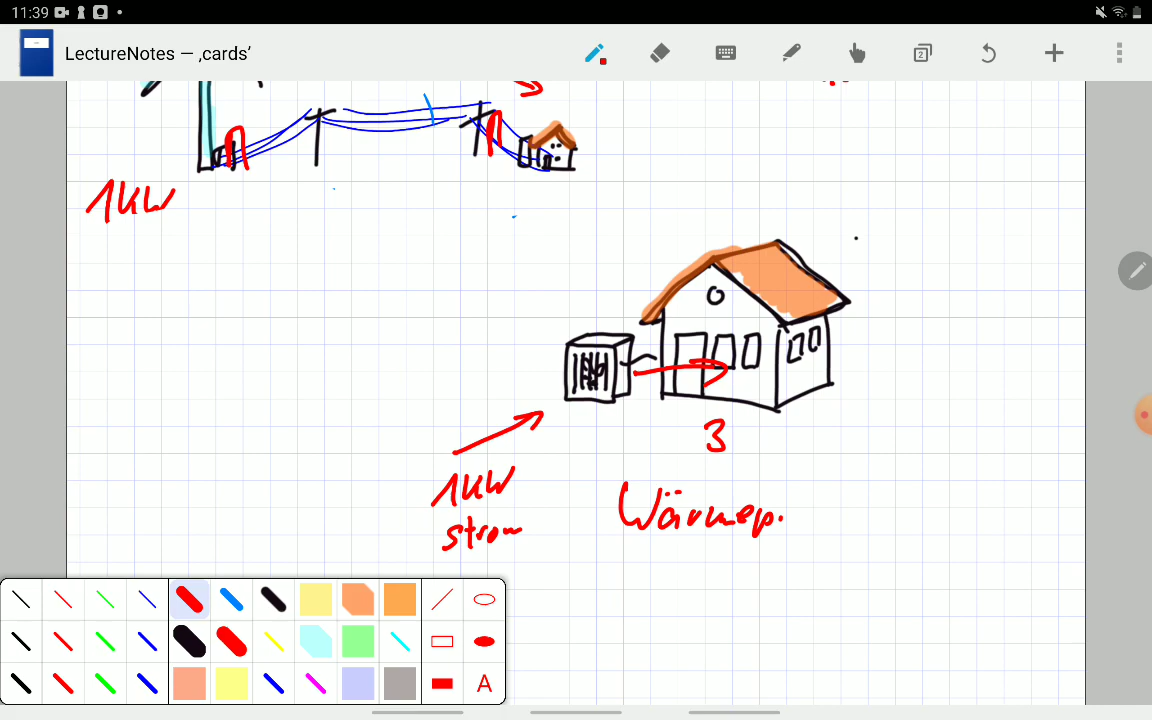 11:39
LectureNotes — ‚cards’
2
1kW
3
1kW
strom
Wärmep.
A